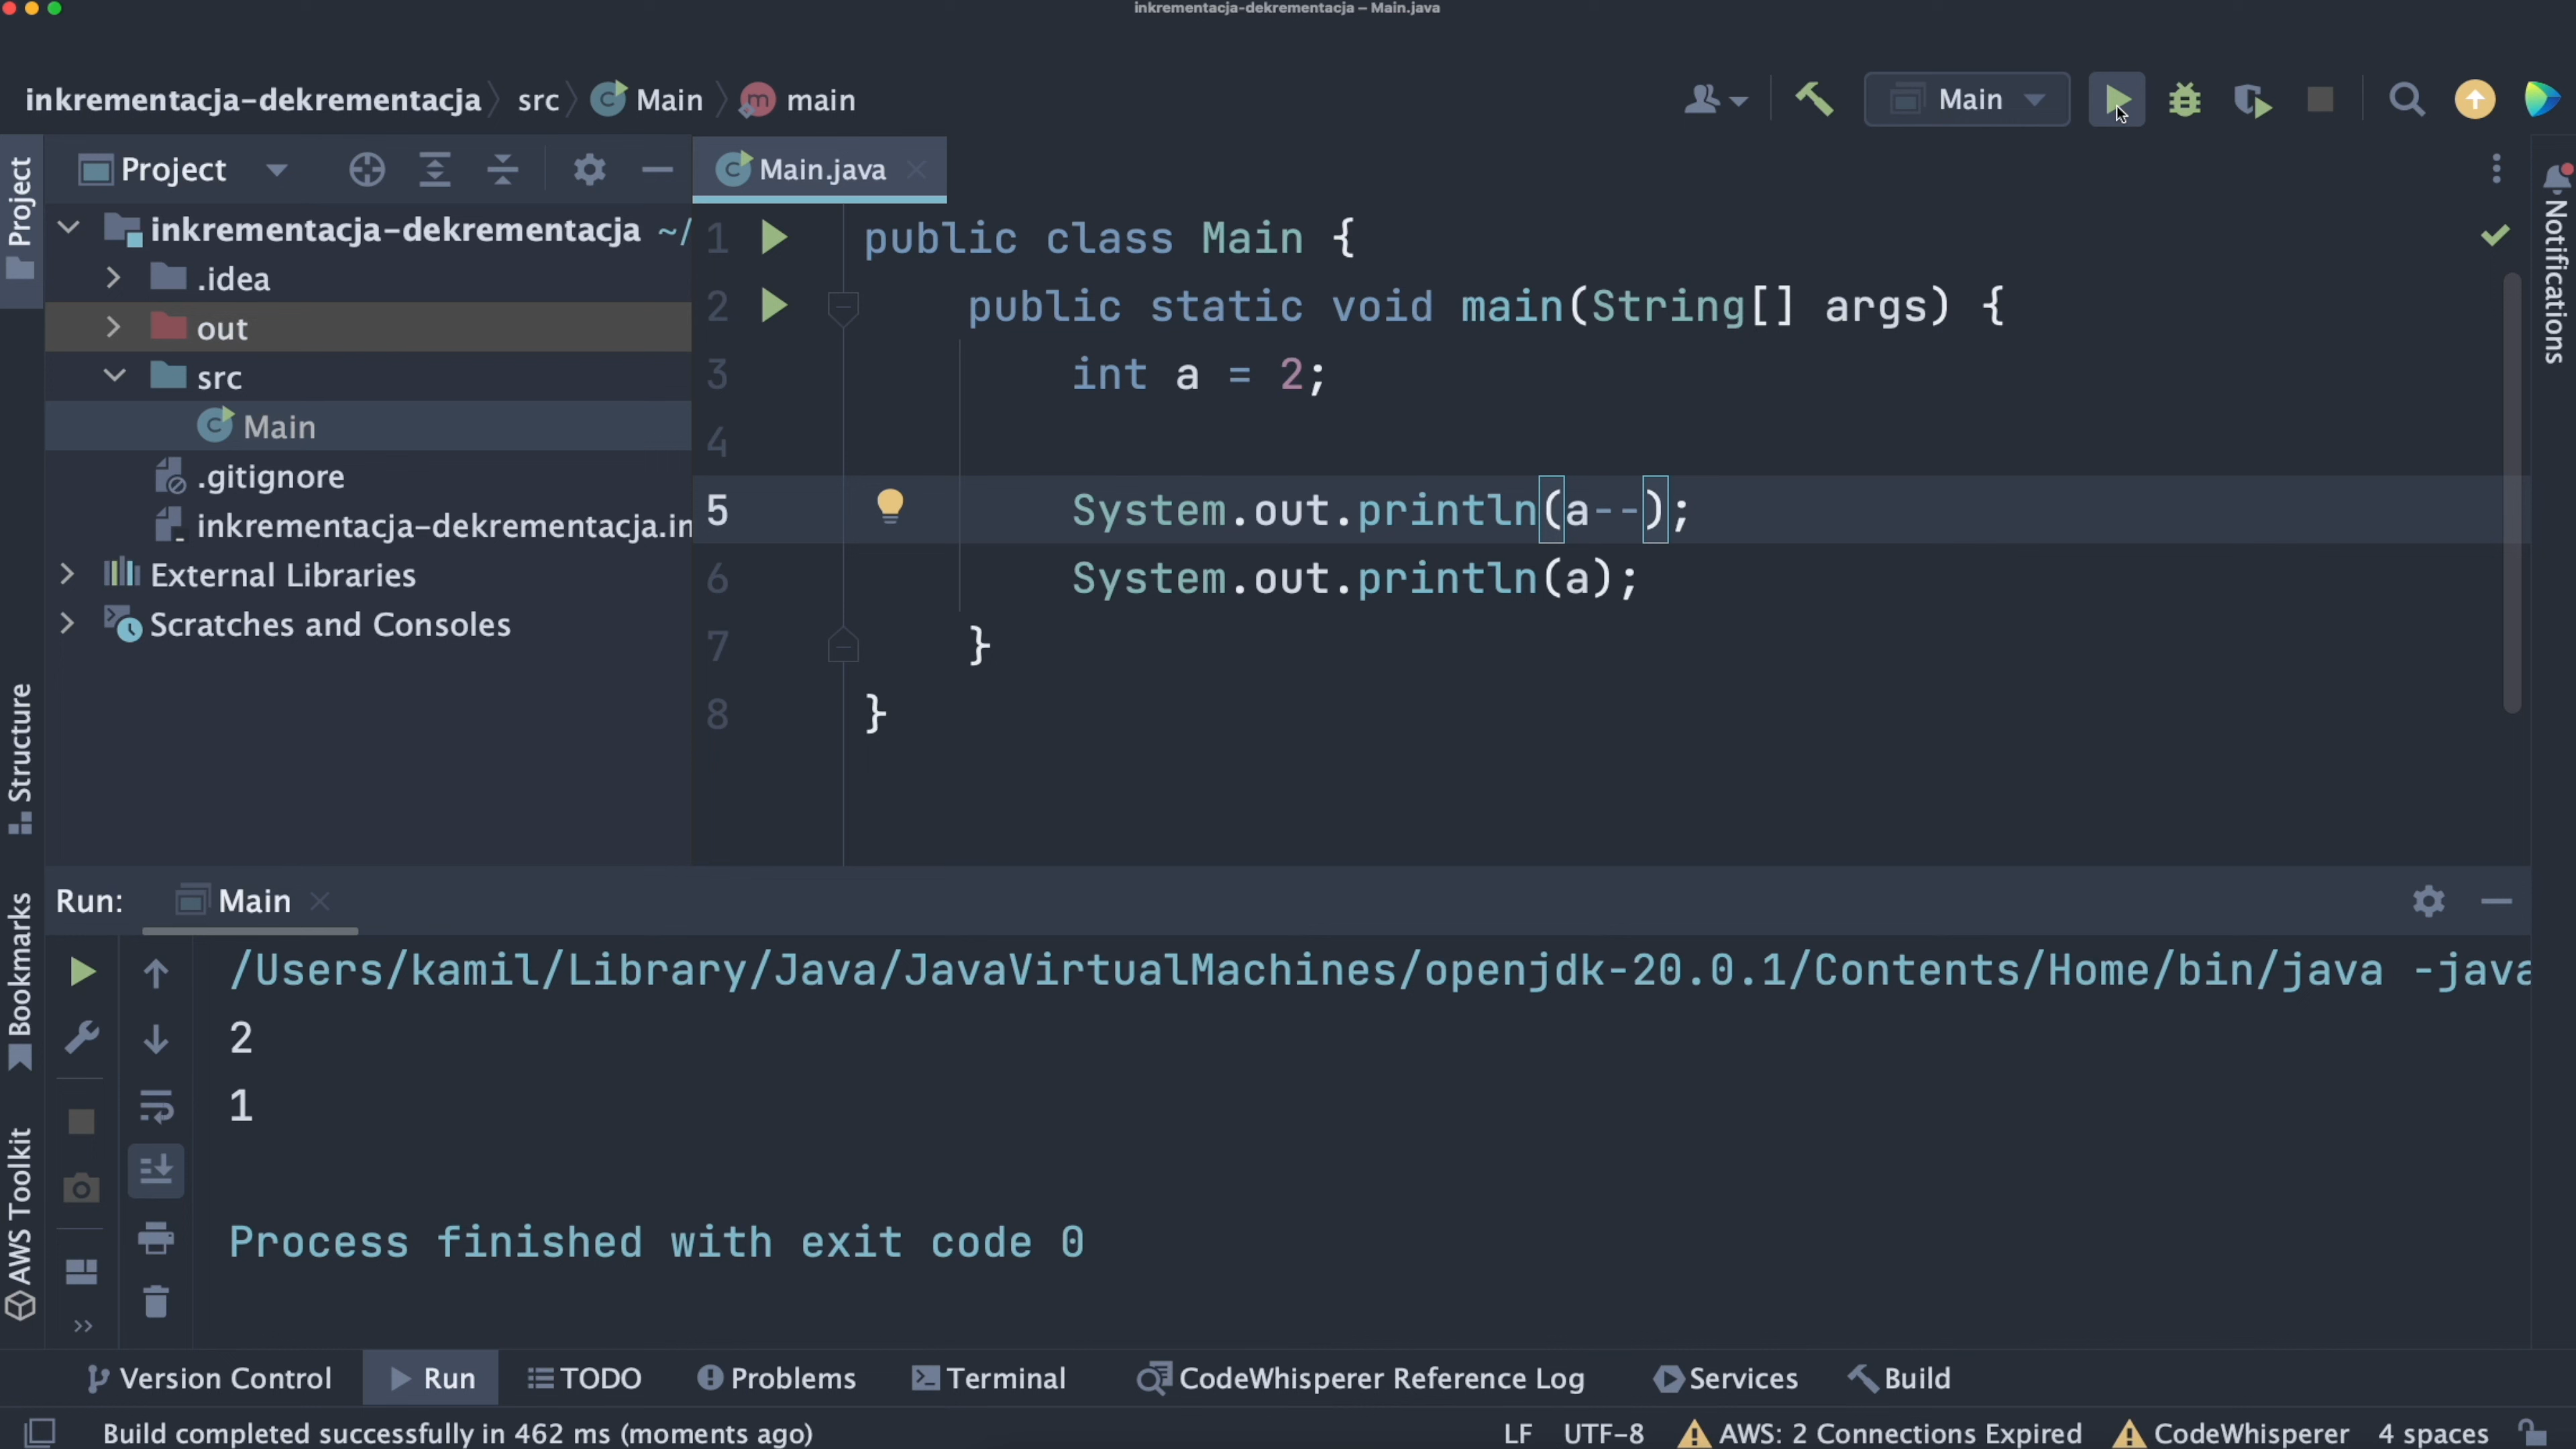 inkrementacja-dekrementacja – Main.java
inkrementacja-dekrementacja src Main main
Main
Project
Project
Main.java
Notifications
inkrementacja-dekrementacja ~/
.idea
out
src
Main
.gitignore
inkrementacja-dekrementacja.in
External Libraries
Scratches and Consoles
1 public class Main {
2 public static void main(String[] args) {
3 int a = 2;
4
5 System.out.println(a--);
6 System.out.println(a);
7 }
8 }
Structure
Bookmarks
AWS Toolkit
Run: Main
/Users/kamil/Library/Java/JavaVirtualMachines/openjdk-20.0.1/Contents/Home/bin/java -java
2
1
Process finished with exit code 0
Version Control Run TODO Problems Terminal CodeWhisperer Reference Log Services Build
Build completed successfully in 462 ms (moments ago) LF UTF-8 AWS: 2 Connections Expired CodeWhisperer 4 spaces